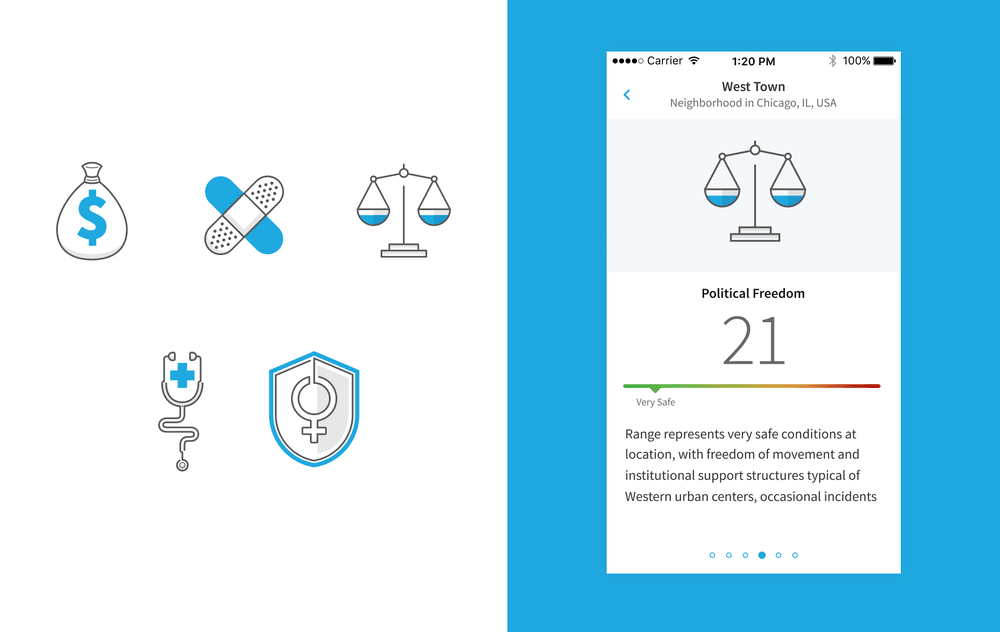 $
Carrier 1:20 PM 100%
West Town
Neighborhood in Chicago, IL, USA
Political Freedom
21
Very Safe
Range represents very safe conditions at
location, with freedom of movement and
institutional support structures typical of
Western urban centers, occasional incidents